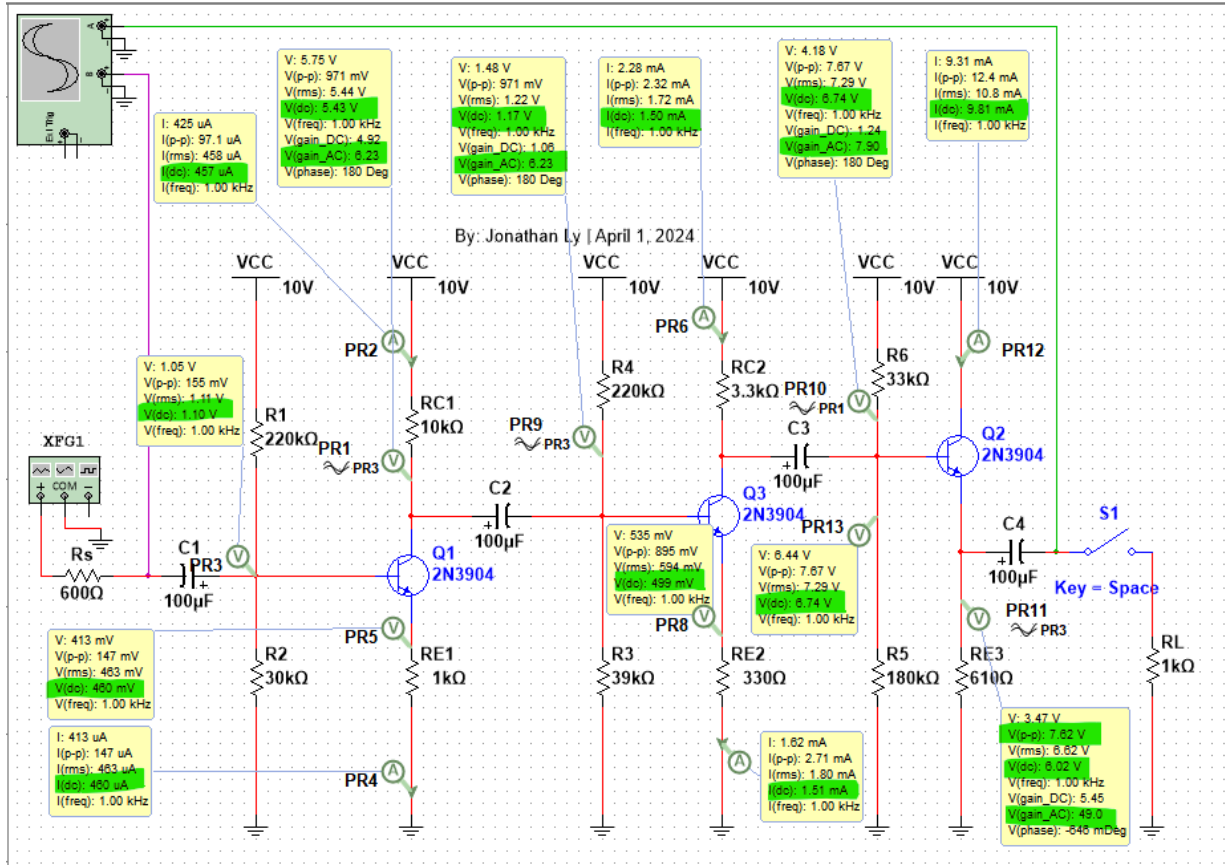 A
B
Ext Trig
V: 5.75 V
V(p-p): 971 mV
V(rms): 5.44 V
V(dc): 5.43 V
V(freq): 1.00 kHz
V(gain_DC): 4.92
V(gain_AC): 6.23
V(phase): 180 Deg
V: 1.48 V
V(p-p): 971 mV
V(rms): 1.22 V
V(dc): 1.17 V
V(freq): 1.00 kHz
V(gain_DC): 1.06
V(gain_AC): 6.23
V(phase): 180 Deg
I: 2.28 mA
I(p-p): 2.32 mA
I(rms): 1.72 mA
I(dc): 1.50 mA
I(freq): 1.00 kHz
V: 4.18 V
V(p-p): 7.67 V
V(rms): 7.29 V
V(dc): 6.74 V
V(freq): 1.00 kHz
V(gain_DC): 1.24
V(gain_AC): 7.90
V(phase): 180 Deg
I: 9.31 mA
I(p-p): 12.4 mA
I(rms): 10.8 mA
I(dc): 9.81 mA
I(freq): 1.00 kHz
I: 425 uA
I(p-p): 97.1 uA
I(rms): 458 uA
I(dc): 457 uA
I(freq): 1.00 kHz
By: Jonathan Ly | April 1, 2024
VCC
10V
VCC
10V
VCC
10V
VCC
10V
VCC
10V
VCC
10V
A
PR2
A
PR6
A
PR12
V: 1.05 V
V(p-p): 155 mV
V(rms): 1.11 V
V(dc): 1.10 V
V(freq): 1.00 kHz
R1
220kΩ
RC1
10kΩ
R4
220kΩ
RC2
3.3kΩ
R6
33kΩ
PR1
PR3
V
PR9
PR3
V
PR10
PR1
V
XFG1
+ COM −
Rs
600Ω
C1
100µF
PR3
V
Q1
2N3904
C2
100µF
Q3
2N3904
C3
100µF
Q2
2N3904
C4
100µF
S1
Key = Space
PR13
V
V: 535 mV
V(p-p): 895 mV
V(rms): 594 mV
V(dc): 499 mV
V(freq): 1.00 kHz
V: 6.44 V
V(p-p): 7.67 V
V(rms): 7.29 V
V(dc): 6.74 V
V(freq): 1.00 kHz
PR5
V
PR8
V
PR11
PR3
V
V: 413 mV
V(p-p): 147 mV
V(rms): 463 mV
V(dc): 460 mV
V(freq): 1.00 kHz
R2
30kΩ
RE1
1kΩ
R3
39kΩ
RE2
330Ω
R5
180kΩ
RE3
610Ω
RL
1kΩ
I: 413 uA
I(p-p): 147 uA
I(rms): 463 uA
I(dc): 460 uA
I(freq): 1.00 kHz
PR4
A
A
I: 1.62 mA
I(p-p): 2.71 mA
I(rms): 1.80 mA
I(dc): 1.51 mA
I(freq): 1.00 kHz
V: 3.47 V
V(p-p): 7.62 V
V(rms): 6.62 V
V(dc): 6.02 V
V(freq): 1.00 kHz
V(gain_DC): 5.45
V(gain_AC): 49.0
V(phase): -646 mDeg